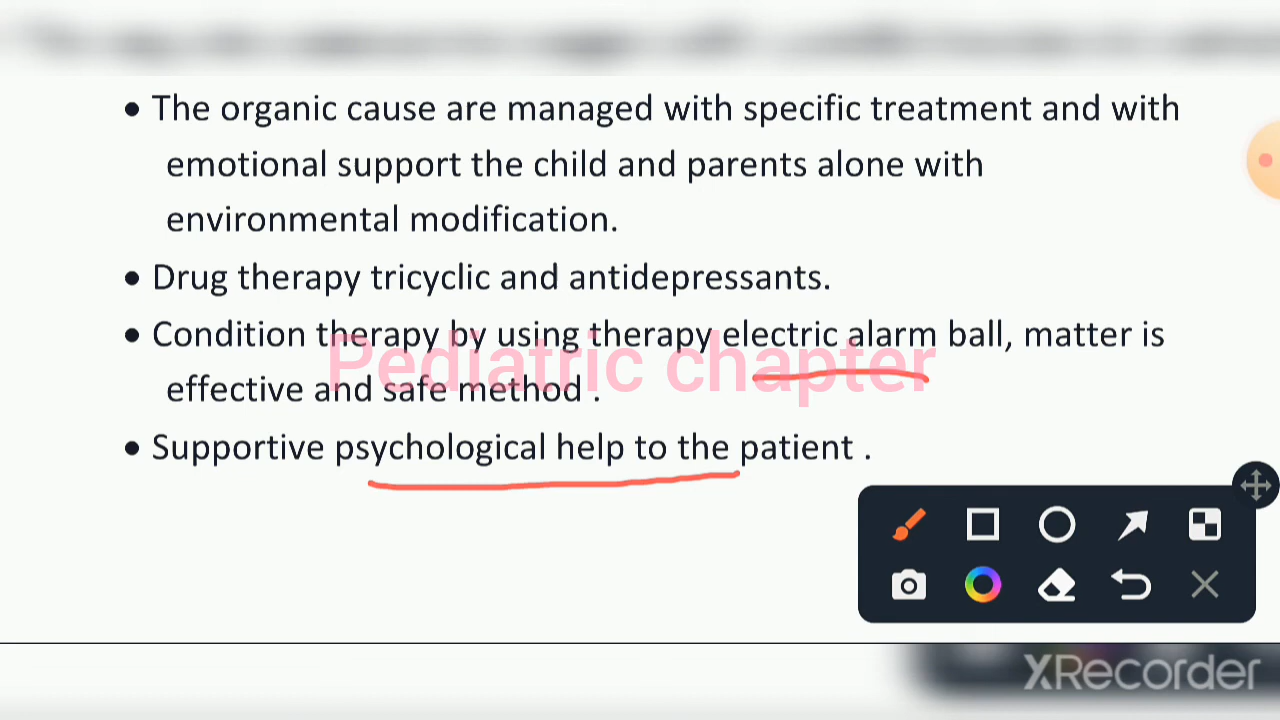 • The organic cause are managed with specific treatment and with
emotional support the child and parents alone with
environmental modification.
• Drug therapy tricyclic and antidepressants.
• Condition therapy by using therapy electric alarm ball, matter is
Pediatric chapter
effective and safe method .
• Supportive psychological help to the patient .
XRecorder